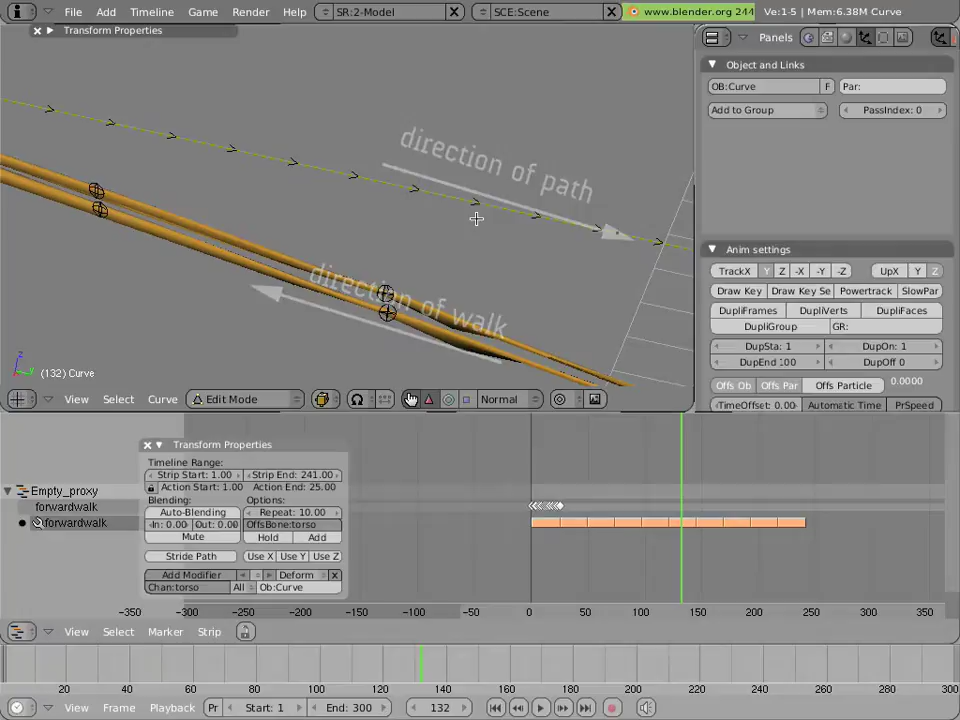 File Add Timeline Game Render Help SR:2-Model SCE:Scene www.blender.org 244 Ve:1-5 | Mem:6.38M Curve
Transform Properties
Panels
Object and Links
OB:Curve F Par:
Add to Group PassIndex: 0
direction of path
direction of walk
Anim settings
TrackX Y Z -X -Y -Z UpX Y Z
Draw Key Draw Key Se Powertrack SlowPar
DupliFrames DupliVerts DupliFaces
DupliGroup GR:
DupSta: 1 DupOn: 1
DupEnd 100 DupOff 0
Offs Ob Offs Par Offs Particle 0.0000
TimeOffset: 0.00 Automatic Time PrSpeed
z
y
(132) Curve
View Select Curve Edit Mode Normal
Transform Properties
Timeline Range:
Strip Start: 1.00 Strip End: 241.00
Action Start: 1.00 Action End: 25.00
Blending: Options:
Auto-Blending Repeat: 10.00
In: 0.00 Out: 0.00 OffsBone:torso
Mute Hold Add
Stride Path Use X Use Y Use Z
Add Modifier Deform x
Chan:torso All Ob:Curve
Empty_proxy
forwardwalk
forwardwalk
-350 -300 -250 -200 -150 -100 -50 0 50 100 150 200 250 300 350
View Select Marker Strip
20 40 60 80 100 120 140 160 180 200 220 240 260 280 300
View Frame Playback Pr Start: 1 End: 300 132